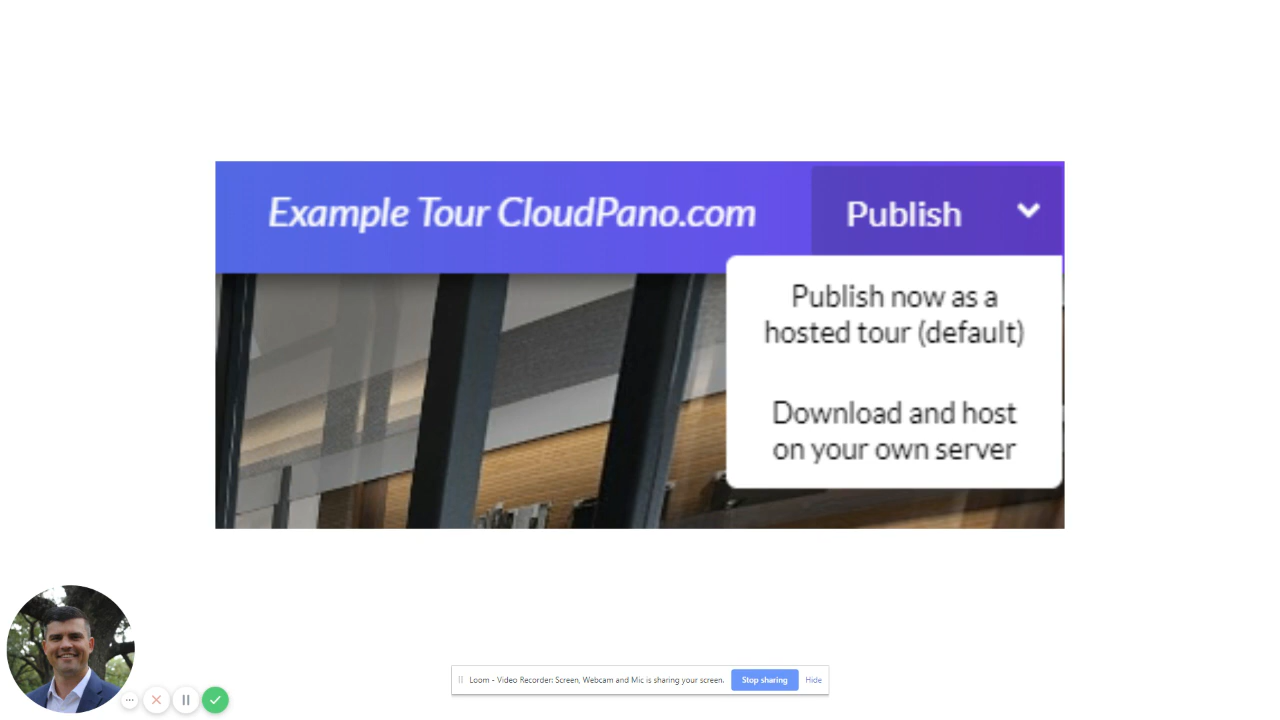 Example Tour CloudPano.com
Publish
Publish now as a
hosted tour (default)
Download and host
on your own server
Loom - Video Recorder: Screen, Webcam and Mic is sharing your screen.
Stop sharing
Hide